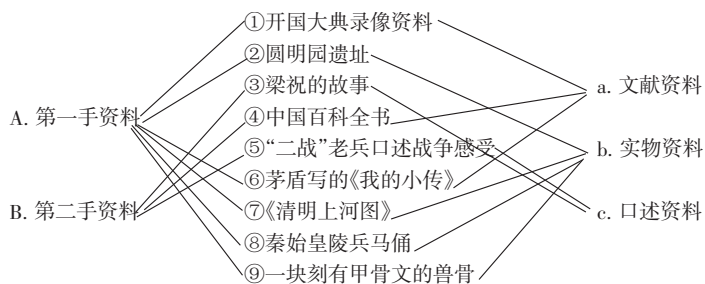 ①开国大典录像资料
②圆明园遗址
③梁祝的故事
a. 文献资料
A. 第一手资料
④中国百科全书
⑤“二战”老兵口述战争感受
b. 实物资料
⑥茅盾写的《我的小传》
B. 第二手资料
⑦《清明上河图》
c. 口述资料
⑧秦始皇陵兵马俑
⑨一块刻有甲骨文的兽骨